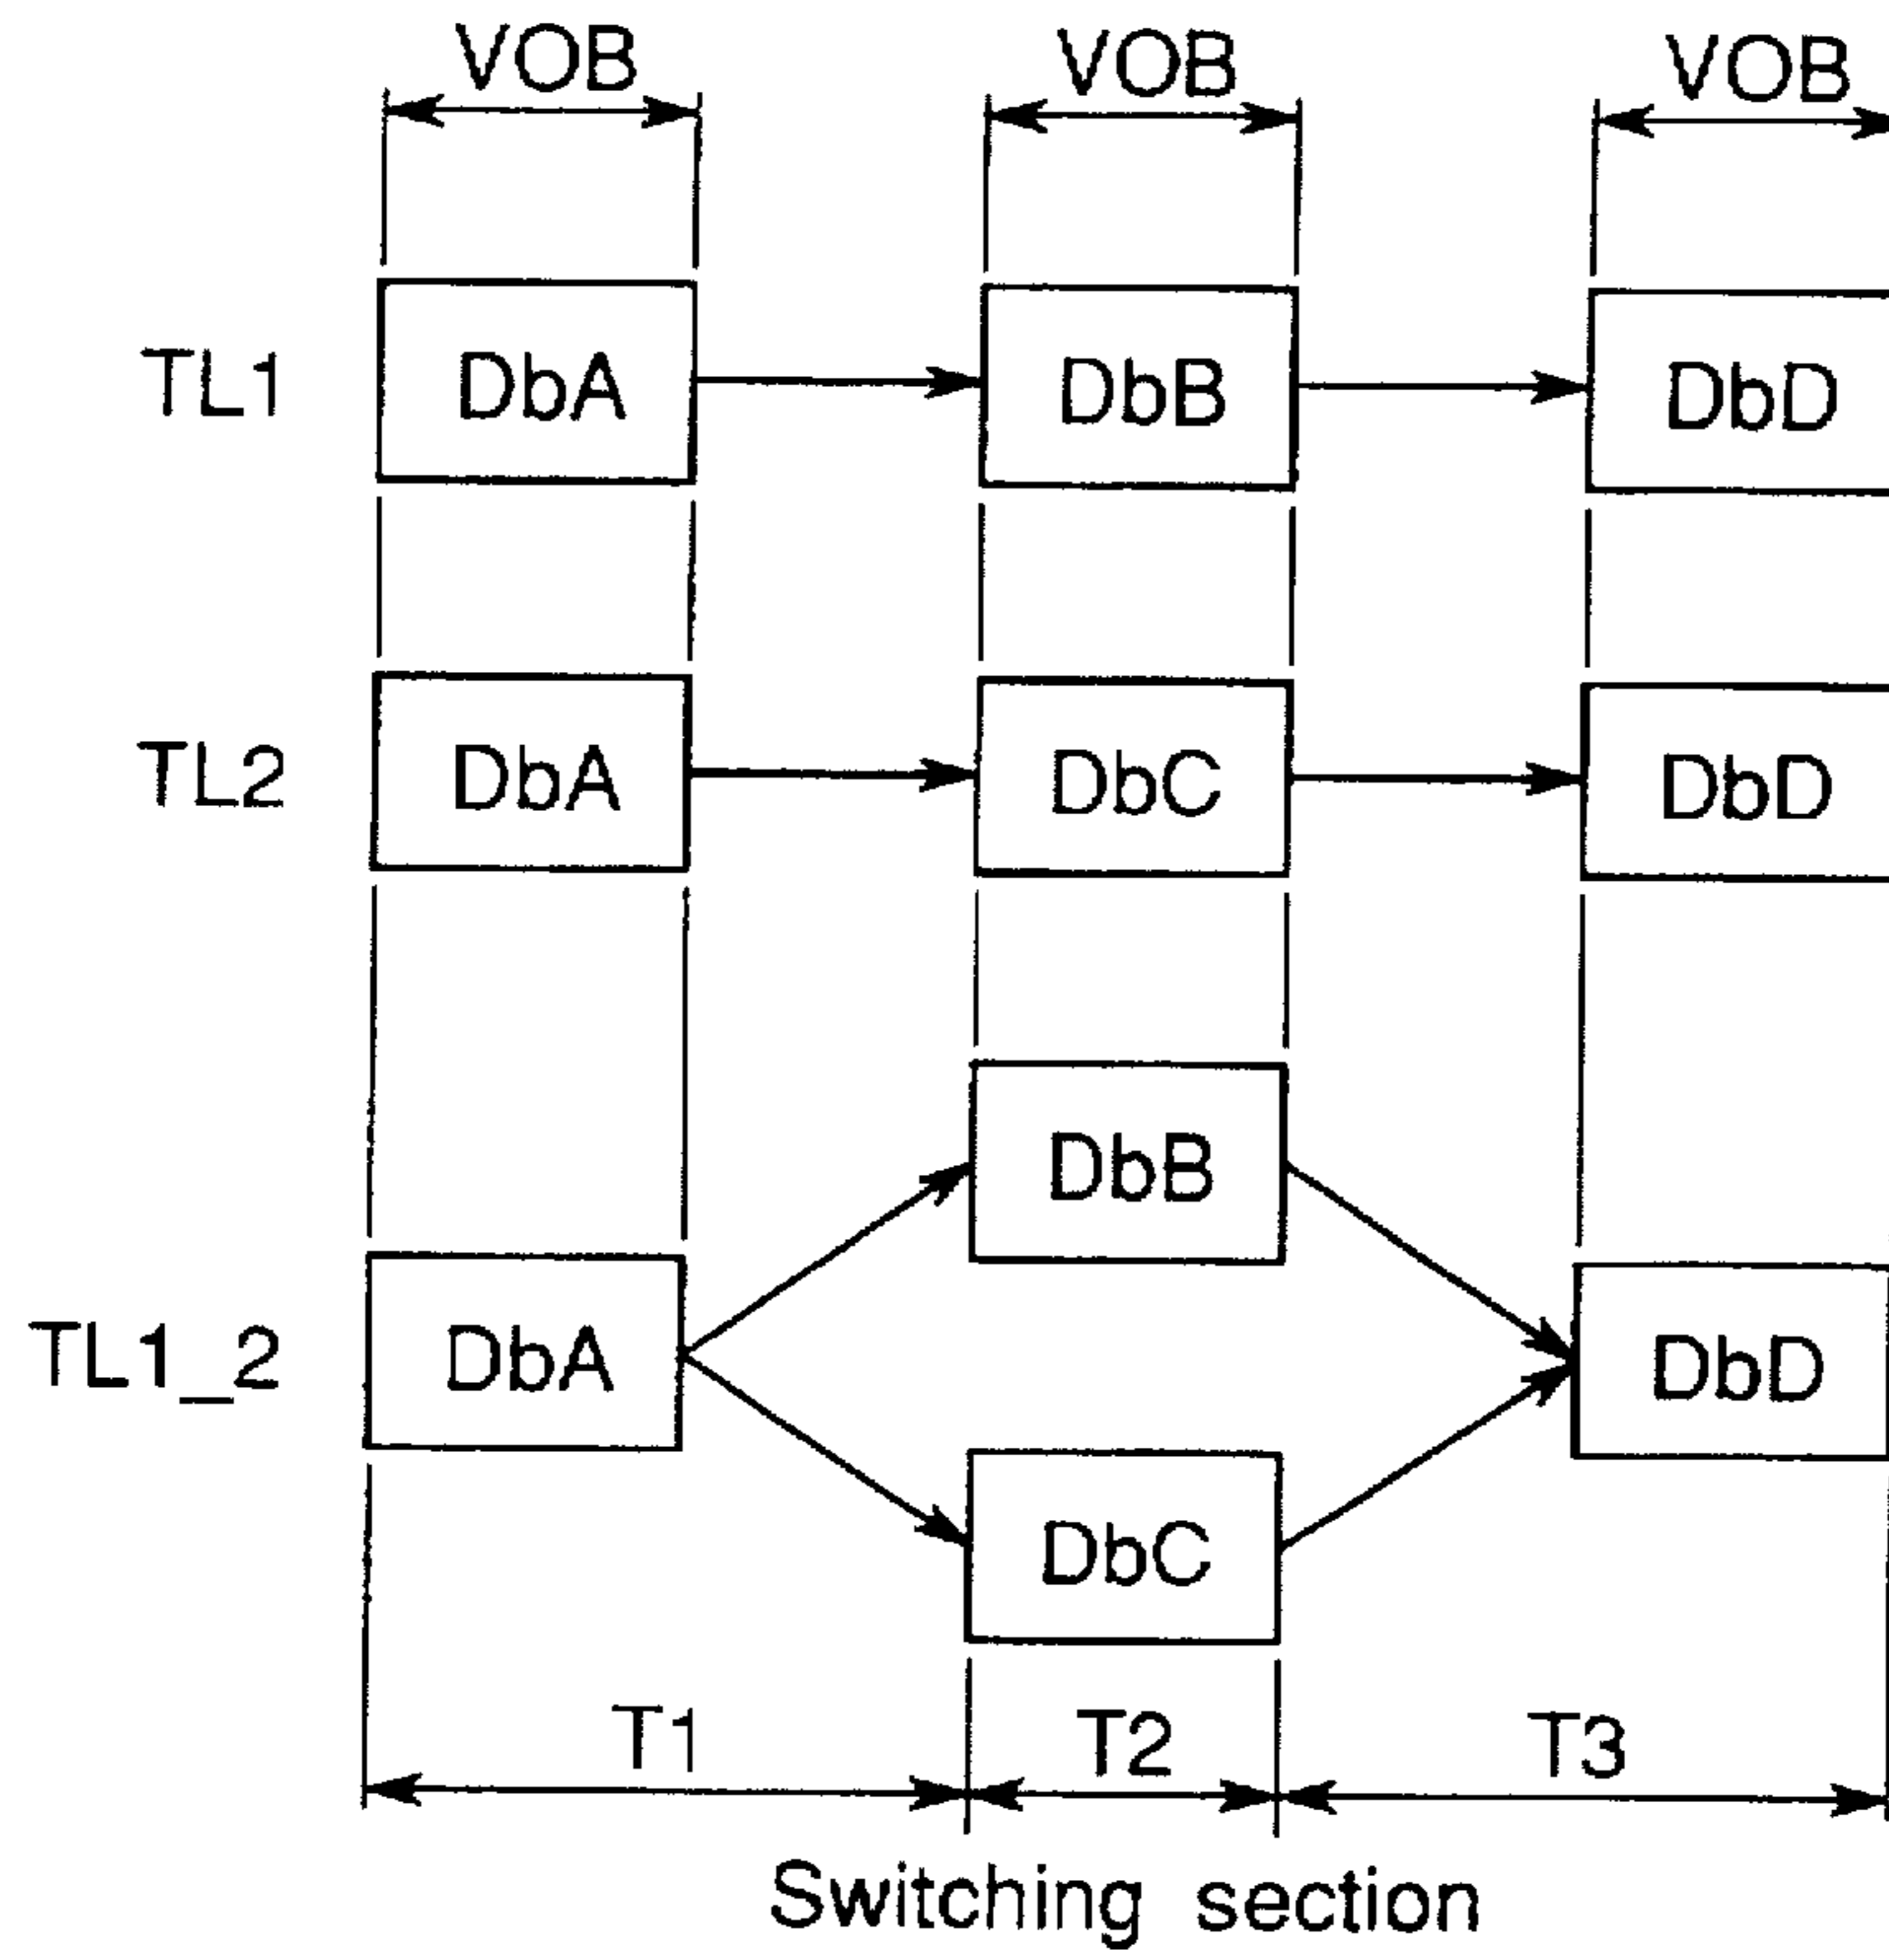 VOB VOB VOB
TL1 DbA DbB DbD
TL2 DbA DbC DbD
DbB
TL1_2 DbA DbD
DbC
T1 T2 T3
Switching section